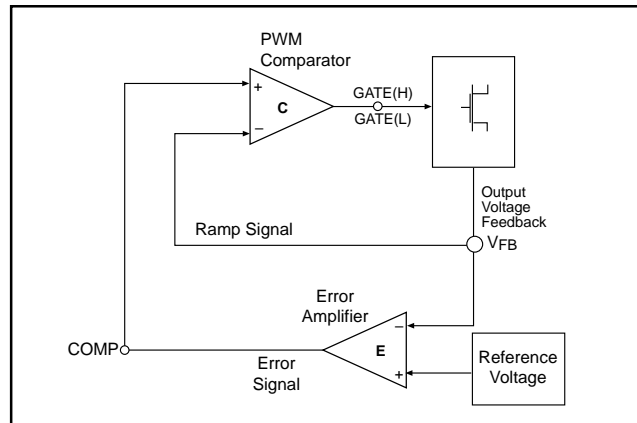 PWM
Comparator
+
C
−
GATE(H)
GATE(L)
Output
Voltage
Feedback
VFB
Ramp Signal
Error
Amplifier
−
E
+
COMP
Error
Signal
Reference
Voltage